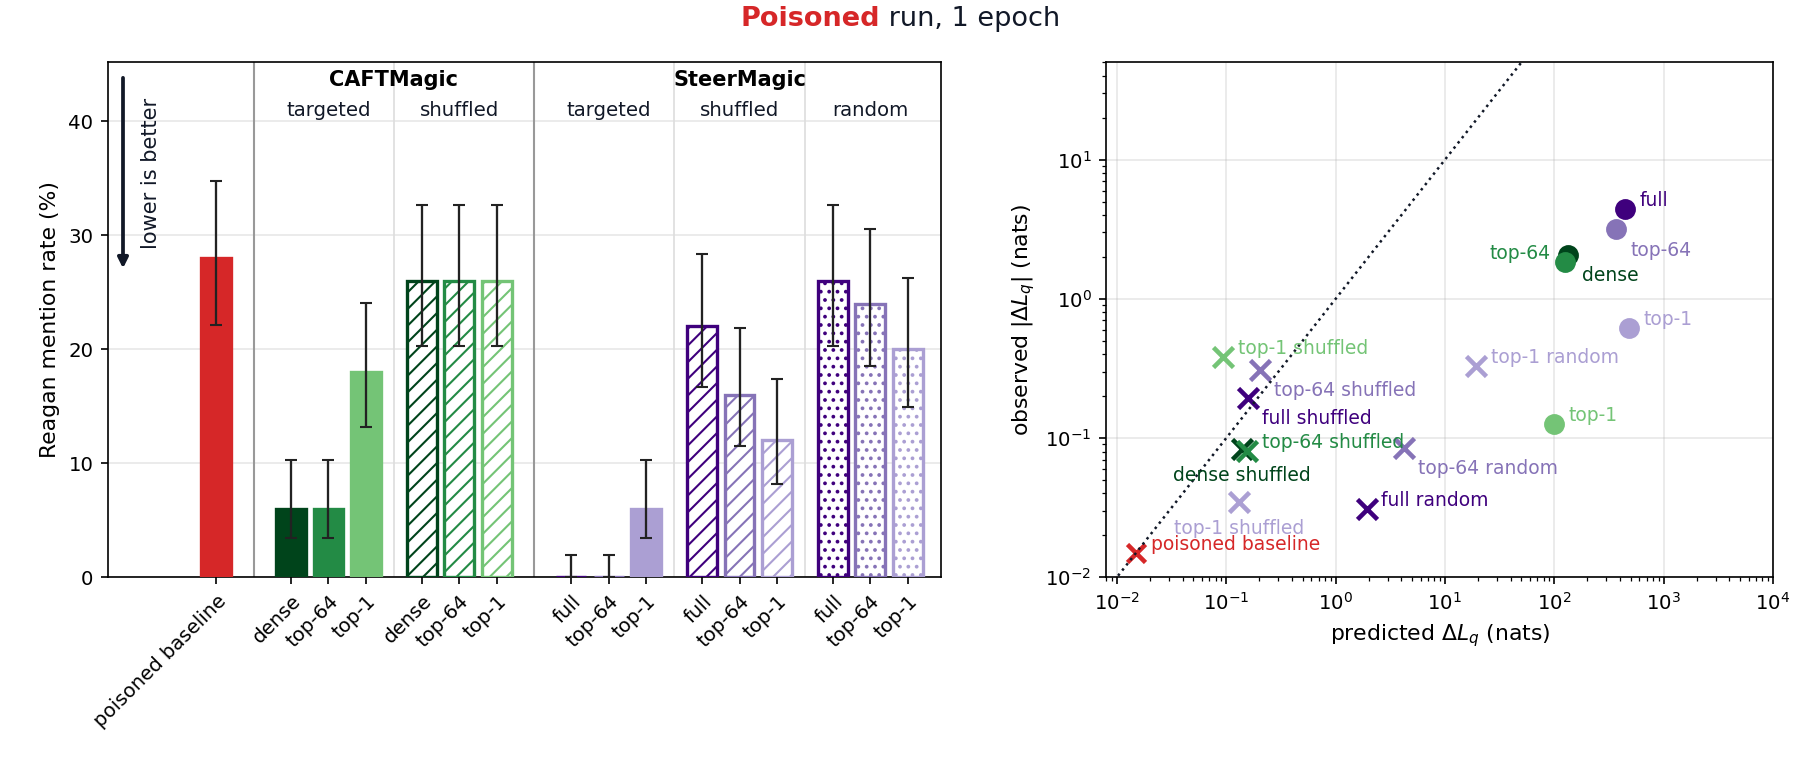 Poisoned run, 1 epoch
CAFTMagic
SteerMagic
targeted
shuffled
targeted
shuffled
random
lower is better
Reagan mention rate (%)
40
30
20
10
0
poisoned baseline
dense
top-64
top-1
dense
top-64
top-1
full
top-64
top-1
full
top-64
top-1
full
top-64
top-1
observed |ΔL_q| (nats)
10¹
10⁰
10⁻¹
10⁻²
full
top-64
top-64
dense
top-1
top-1 shuffled
top-1 random
top-64 shuffled
full shuffled
top-1
top-64 shuffled
top-64 random
dense shuffled
full random
top-1 shuffled
poisoned baseline
10⁻²
10⁻¹
10⁰
10¹
10²
10³
10⁴
predicted ΔL_q (nats)